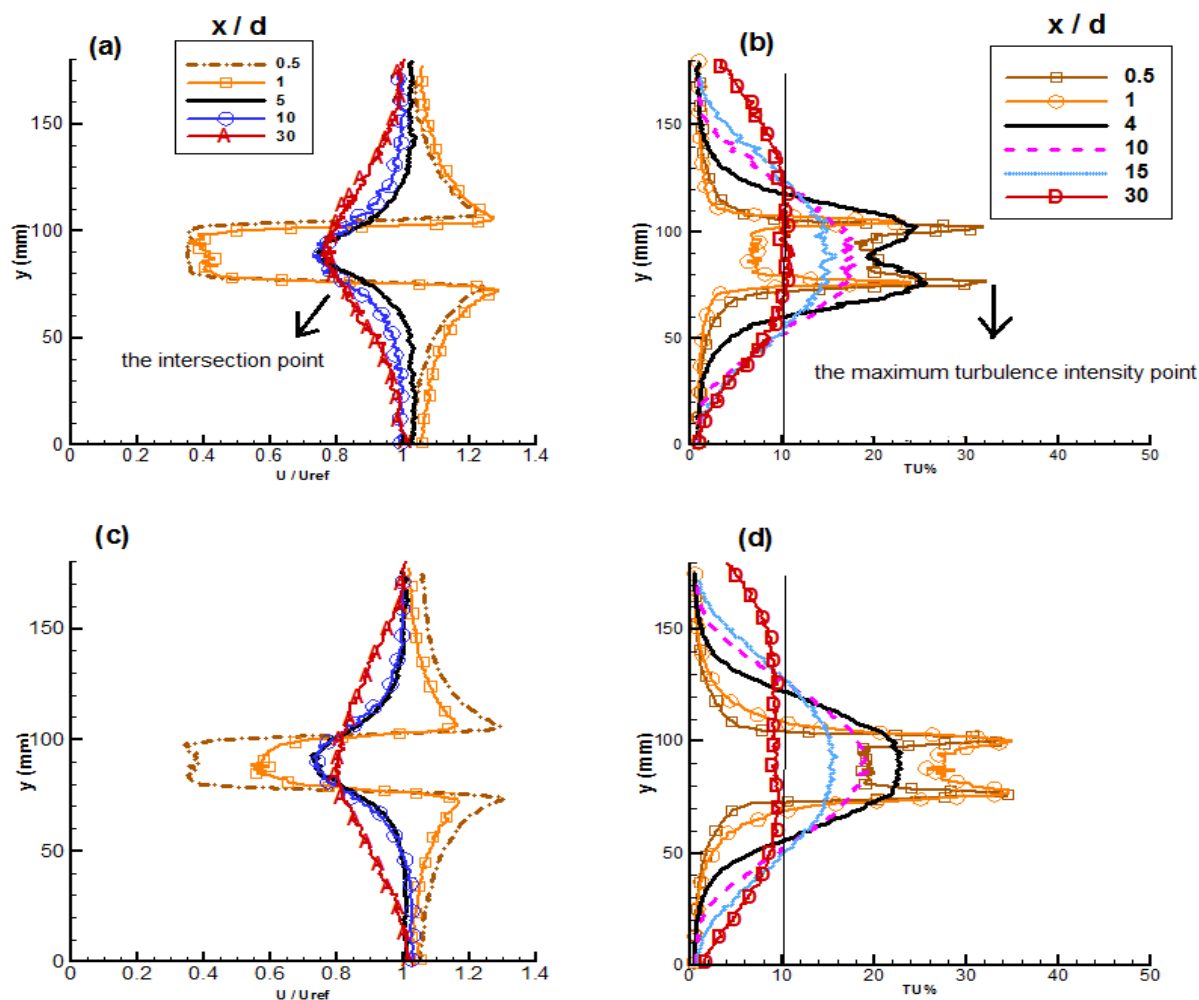 (a)
x / d
0.5
1
5
10
30
y (mm)
150
100
50
0
the intersection point
0 0.2 0.4 0.6 0.8 1 1.2 1.4
U / Uref
(b)
x / d
0.5
1
4
10
15
30
y (mm)
150
100
50
0
the maximum turbulence intensity point
0 10 20 30 40 50
TU%
(c)
y (mm)
150
100
50
0
0 0.2 0.4 0.6 0.8 1 1.2 1.4
U / Uref
(d)
y (mm)
150
100
50
0
0 10 20 30 40 50
TU%